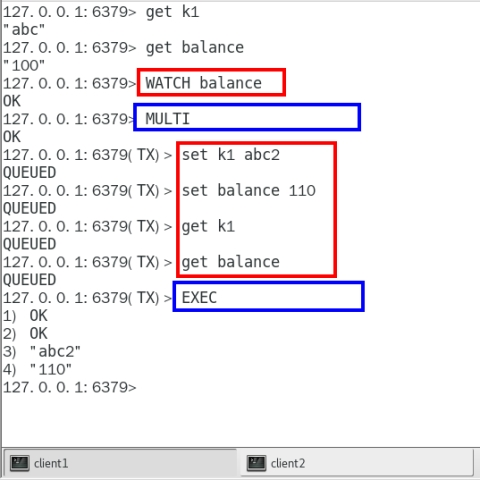 127.0.0.1:6379> get k1
"abc"
127.0.0.1:6379> get balance
"100"
127.0.0.1:6379> WATCH balance
OK
127.0.0.1:6379> MULTI
OK
127.0.0.1:6379(TX)> set k1 abc2
QUEUED
127.0.0.1:6379(TX)> set balance 110
QUEUED
127.0.0.1:6379(TX)> get k1
QUEUED
127.0.0.1:6379(TX)> get balance
QUEUED
127.0.0.1:6379(TX)> EXEC
1) OK
2) OK
3) "abc2"
4) "110"
127.0.0.1:6379>
client1
client2